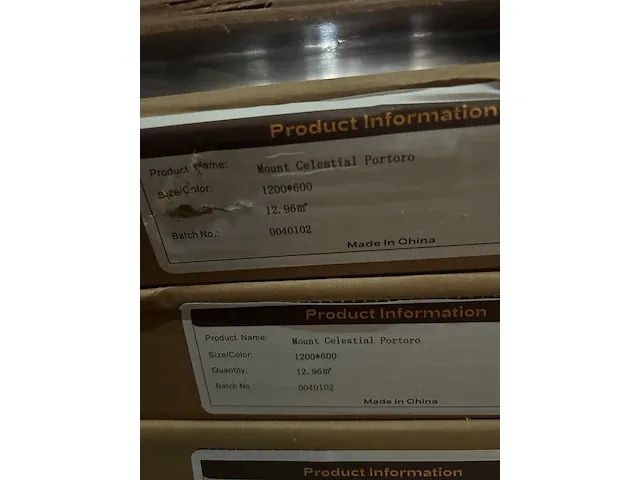 Product Information
Product Name: Mount Celestial Portoro
Size/Color: 1200*600
12.96㎡
Batch No.: 0040102
Made In China
Product Information
Product Name: Mount Celestial Portoro
Size/Color: 1200*600
Quantity: 12.96㎡
Batch No.: 0040102
Made In China
Product Information